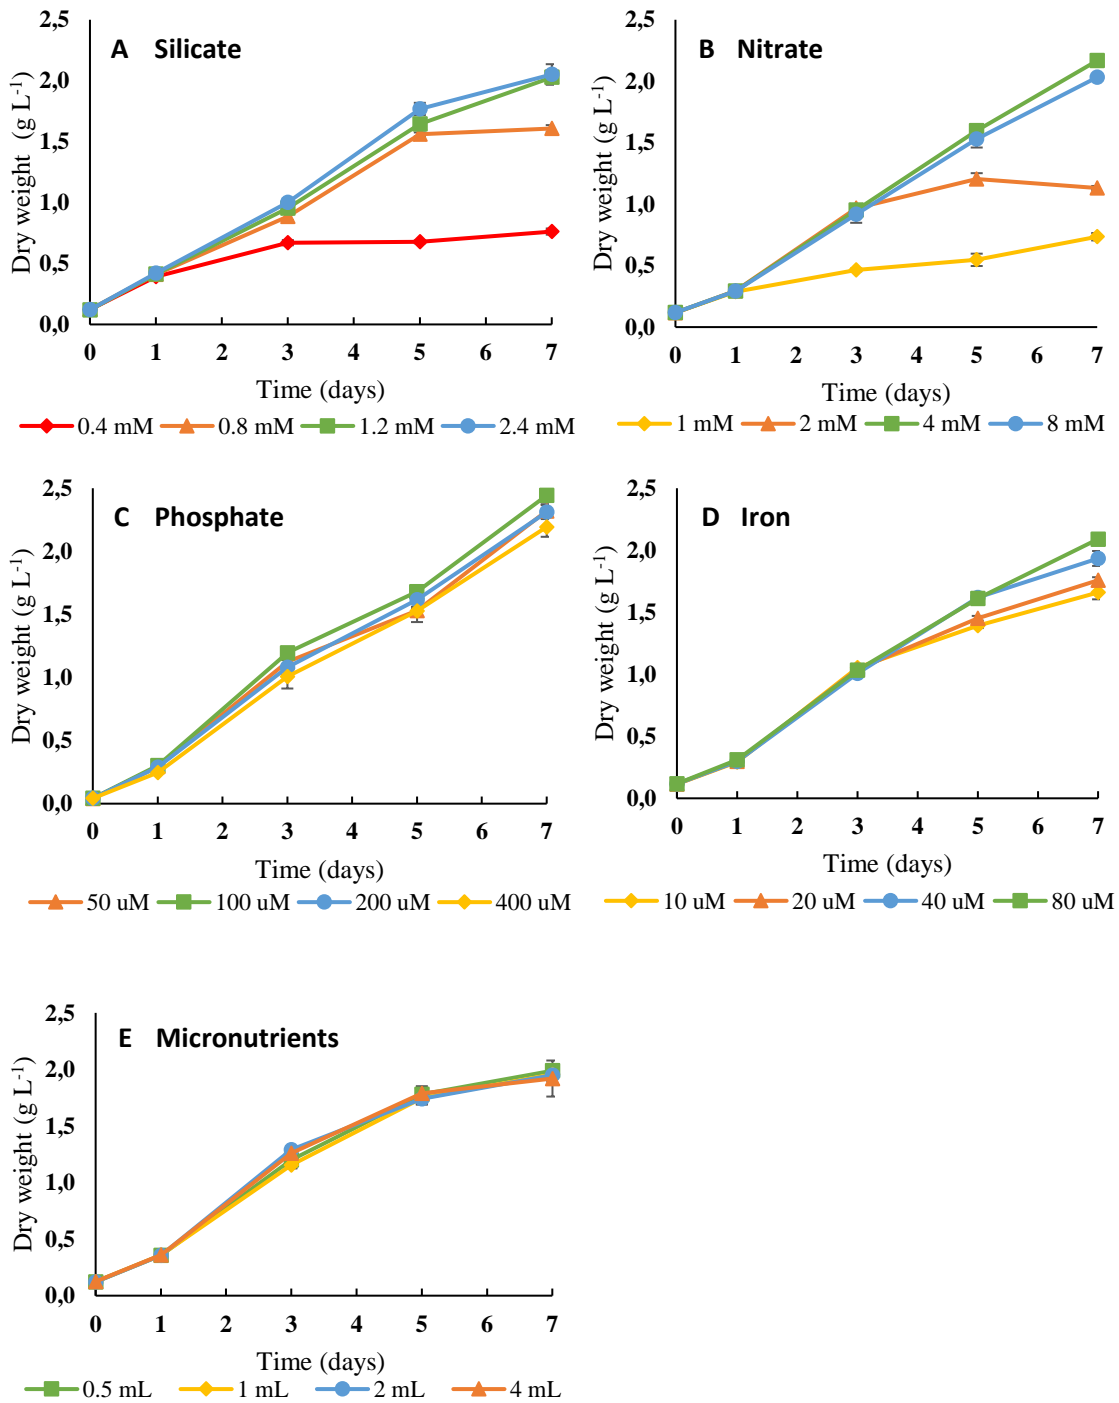 A Silicate
Dry weight (g L-1)
2,5
2,0
1,5
1,0
0,5
0,0
0 1 2 3 4 5 6 7
Time (days)
0.4 mM 0.8 mM 1.2 mM 2.4 mM
B Nitrate
Dry weight (g L-1)
2,5
2,0
1,5
1,0
0,5
0,0
0 1 2 3 4 5 6 7
Time (days)
1 mM 2 mM 4 mM 8 mM
C Phosphate
Dry weight (g L-1)
2,5
2,0
1,5
1,0
0,5
0,0
0 1 2 3 4 5 6 7
Time (days)
50 uM 100 uM 200 uM 400 uM
D Iron
Dry weight (g L-1)
2,5
2,0
1,5
1,0
0,5
0,0
0 1 2 3 4 5 6 7
Time (days)
10 uM 20 uM 40 uM 80 uM
E Micronutrients
Dry weight (g L-1)
2,5
2,0
1,5
1,0
0,5
0,0
0 1 2 3 4 5 6 7
Time (days)
0.5 mL 1 mL 2 mL 4 mL